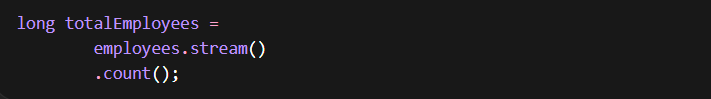 long totalEmployees =
        employees.stream()
        .count();